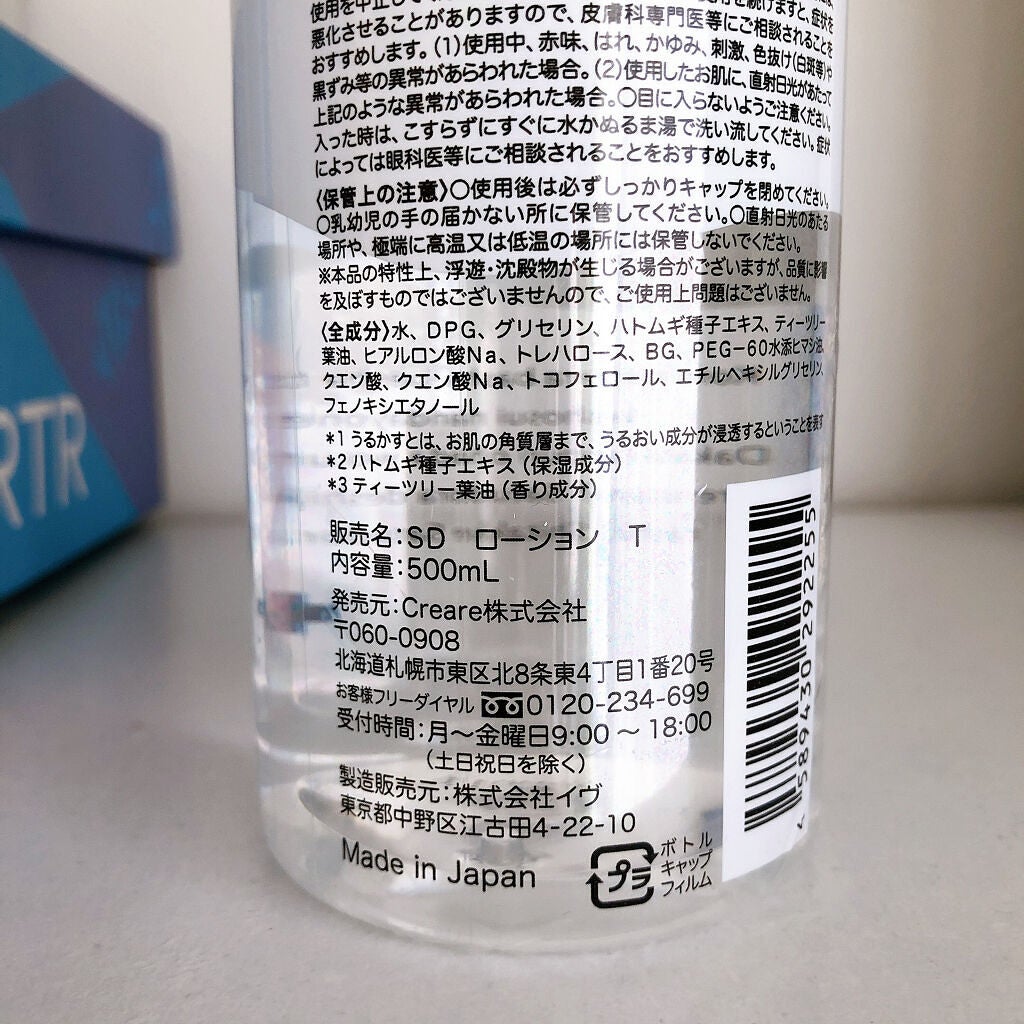 悪化させることがありますので、皮膚科専門医等にご相談されることを
おすすめします。(1)使用中、赤味、はれ、かゆみ、刺激、色抜け(白斑等)や
黒ずみ等の異常があらわれた場合。(2)使用したお肌に、直射日光があたって
上記のような異常があらわれた場合。〇目に入らないようご注意ください。
入った時は、こすらずにすぐに水かぬるま湯で洗い流してください。症状
によっては眼科医等にご相談されることをおすすめします。
〈保管上の注意〉〇使用後は必ずしっかりキャップを閉めてください。
〇乳幼児の手の届かない所に保管してください。〇直射日光のあたる
場所や、極端に高温又は低温の場所には保管しないでください。
※本品の特性上、浮遊・沈殿物が生じる場合がございますが、品質に影響
を及ぼすものではございませんので、ご使用上問題はございません。
〈全成分〉水、DPG、グリセリン、ハトムギ種子エキス、ティーツリー
葉油、ヒアルロン酸Na、トレハロース、BG、PEG-60水添ヒマシ油、
クエン酸、クエン酸Na、トコフェロール、エチルヘキシルグリセリン、
フェノキシエタノール
*1 うるかすとは、お肌の角質層まで、うるおい成分が浸透するということを表す
*2 ハトムギ種子エキス(保湿成分)
*3 ティーツリー葉油(香り成分)
販売名:SD ローション T
内容量:500mL
発売元:Creare株式会社
〒060-0908
北海道札幌市東区北8条東4丁目1番20号
お客様フリーダイヤル 0120-234-699
受付時間:月～金曜日9:00 ～ 18:00
(土日祝日を除く)
製造販売元:株式会社イヴ
東京都中野区江古田4-22-10
Made in Japan
プラ
ボトル
キャップ
フィルム
4 589430 292255
RTR